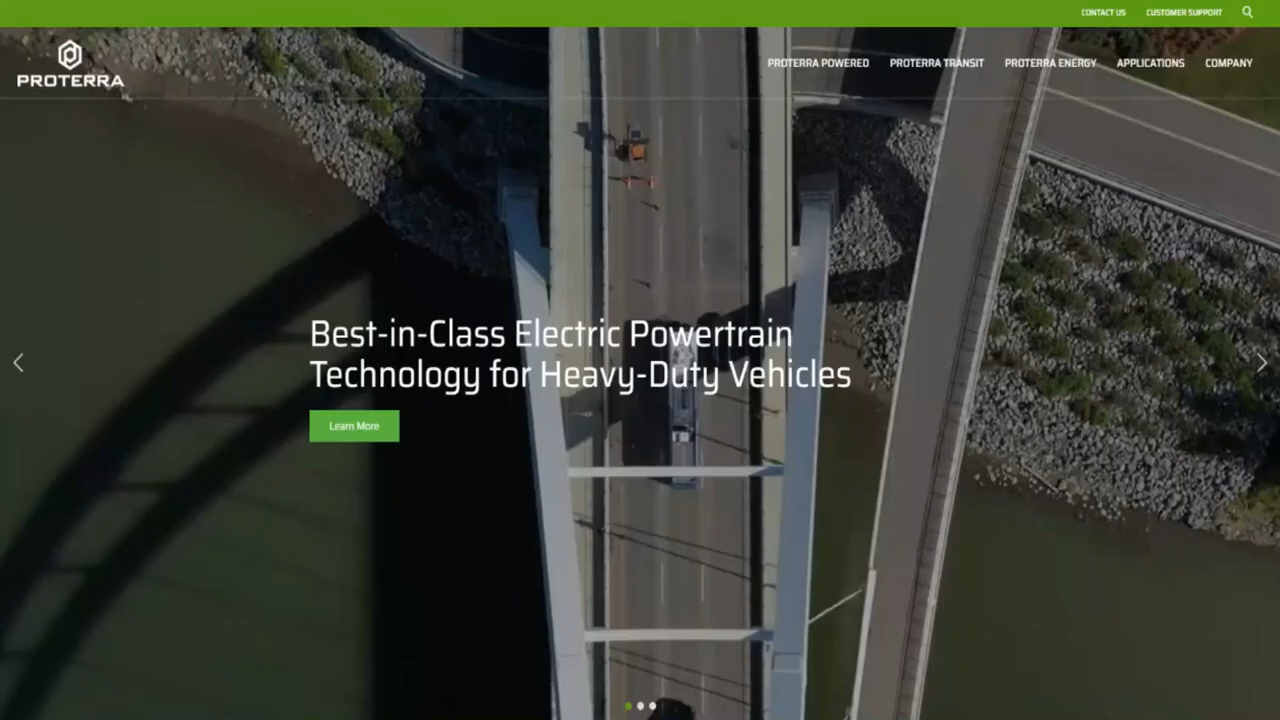 CONTACT US
CUSTOMER SUPPORT
PROTERRA
PROTERRA POWERED
PROTERRA TRANSIT
PROTERRA ENERGY
APPLICATIONS
COMPANY
Best-in-Class Electric Powertrain
Technology for Heavy-Duty Vehicles
Learn More